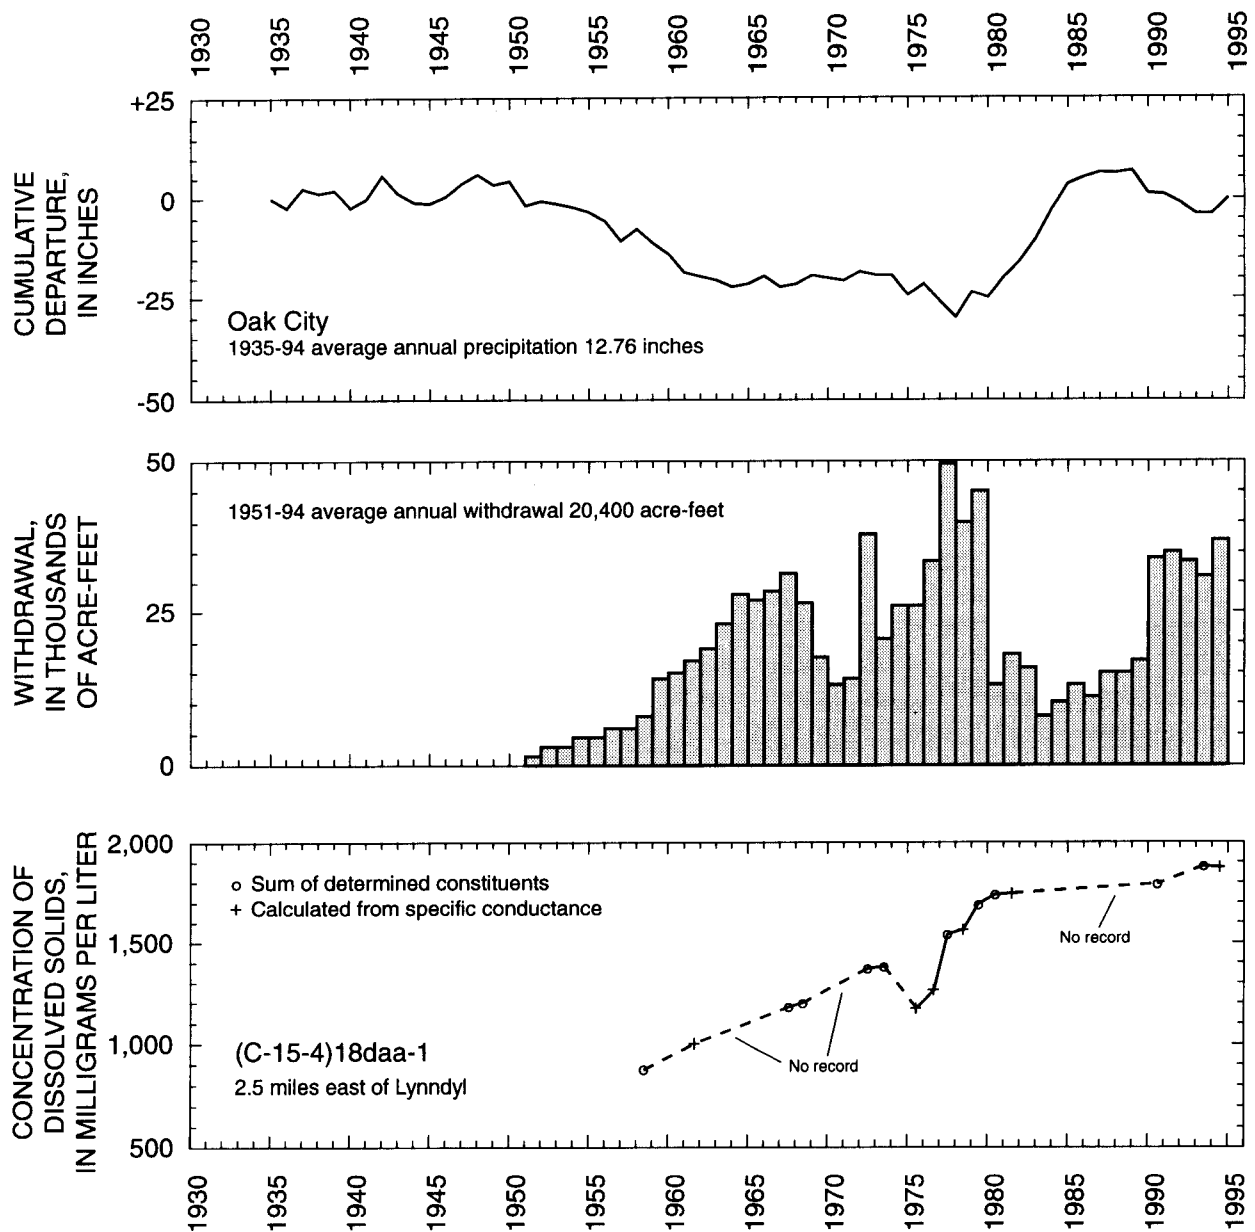 1930 1935 1940 1945 1950 1955 1960 1965 1970 1975 1980 1985 1990 1995
CUMULATIVE
DEPARTURE,
IN INCHES
+25
0
-25
-50
Oak City
1935-94 average annual precipitation 12.76 inches
WITHDRAWAL,
IN THOUSANDS
OF ACRE-FEET
50
25
0
1951-94 average annual withdrawal 20,400 acre-feet
CONCENTRATION OF
DISSOLVED SOLIDS,
IN MILLIGRAMS PER LITER
2,000
1,500
1,000
500
o Sum of determined constituents
+ Calculated from specific conductance
No record
No record
(C-15-4)18daa-1
2.5 miles east of Lynndyl
1930 1935 1940 1945 1950 1955 1960 1965 1970 1975 1980 1985 1990 1995